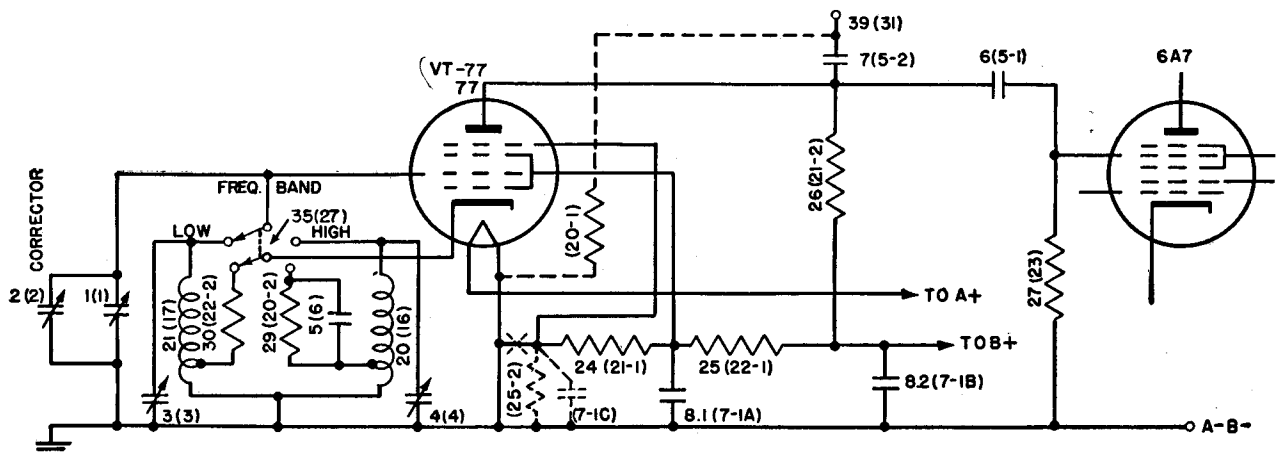 39 (31)
7(5-2)
6(5-1)
6A7
VT-77
77
FREQ. BAND
35(27)
LOW
HIGH
CORRECTOR
2(2)
1(1)
21(17)
30(22-2)
29(20-2)
5(6)
20(16)
(20-1)
26(21-2)
27(23)
TO A+
TO B+
24 (21-1)
25 (22-1)
8.2(7-1B)
(25-2)
(7-1C)
8.1 (7-1A)
3(3)
4(4)
A-B-